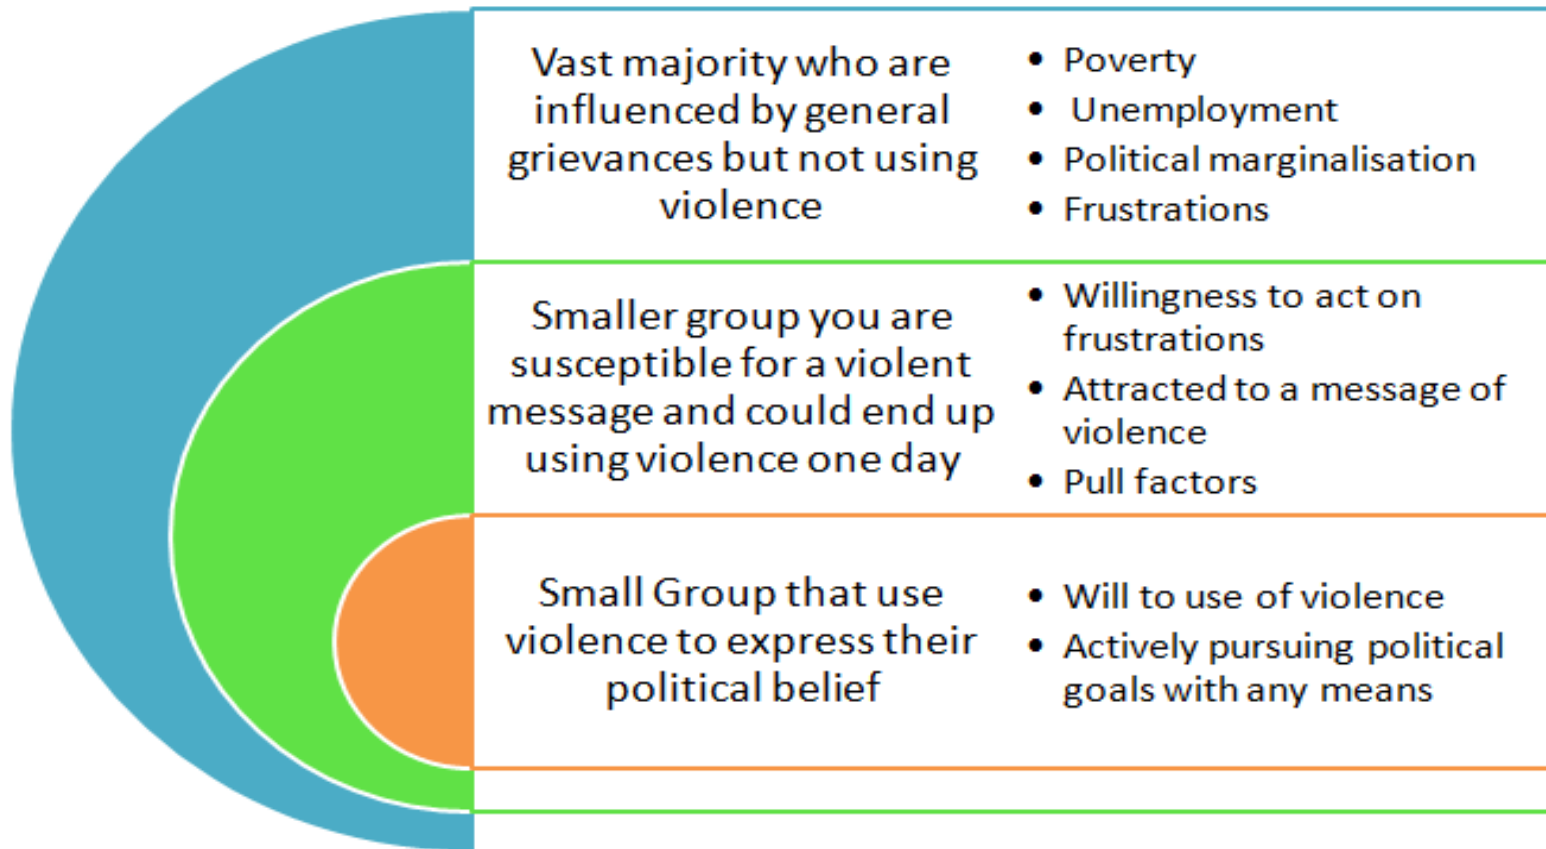 Vast majority who are
influenced by general
grievances but not using
violence
• Poverty
• Unemployment
• Political marginalisation
• Frustrations
Smaller group you are
susceptible for a violent
message and could end up
using violence one day
• Willingness to act on
frustrations
• Attracted to a message of
violence
• Pull factors
Small Group that use
violence to express their
political belief
• Will to use of violence
• Actively pursuing political
goals with any means